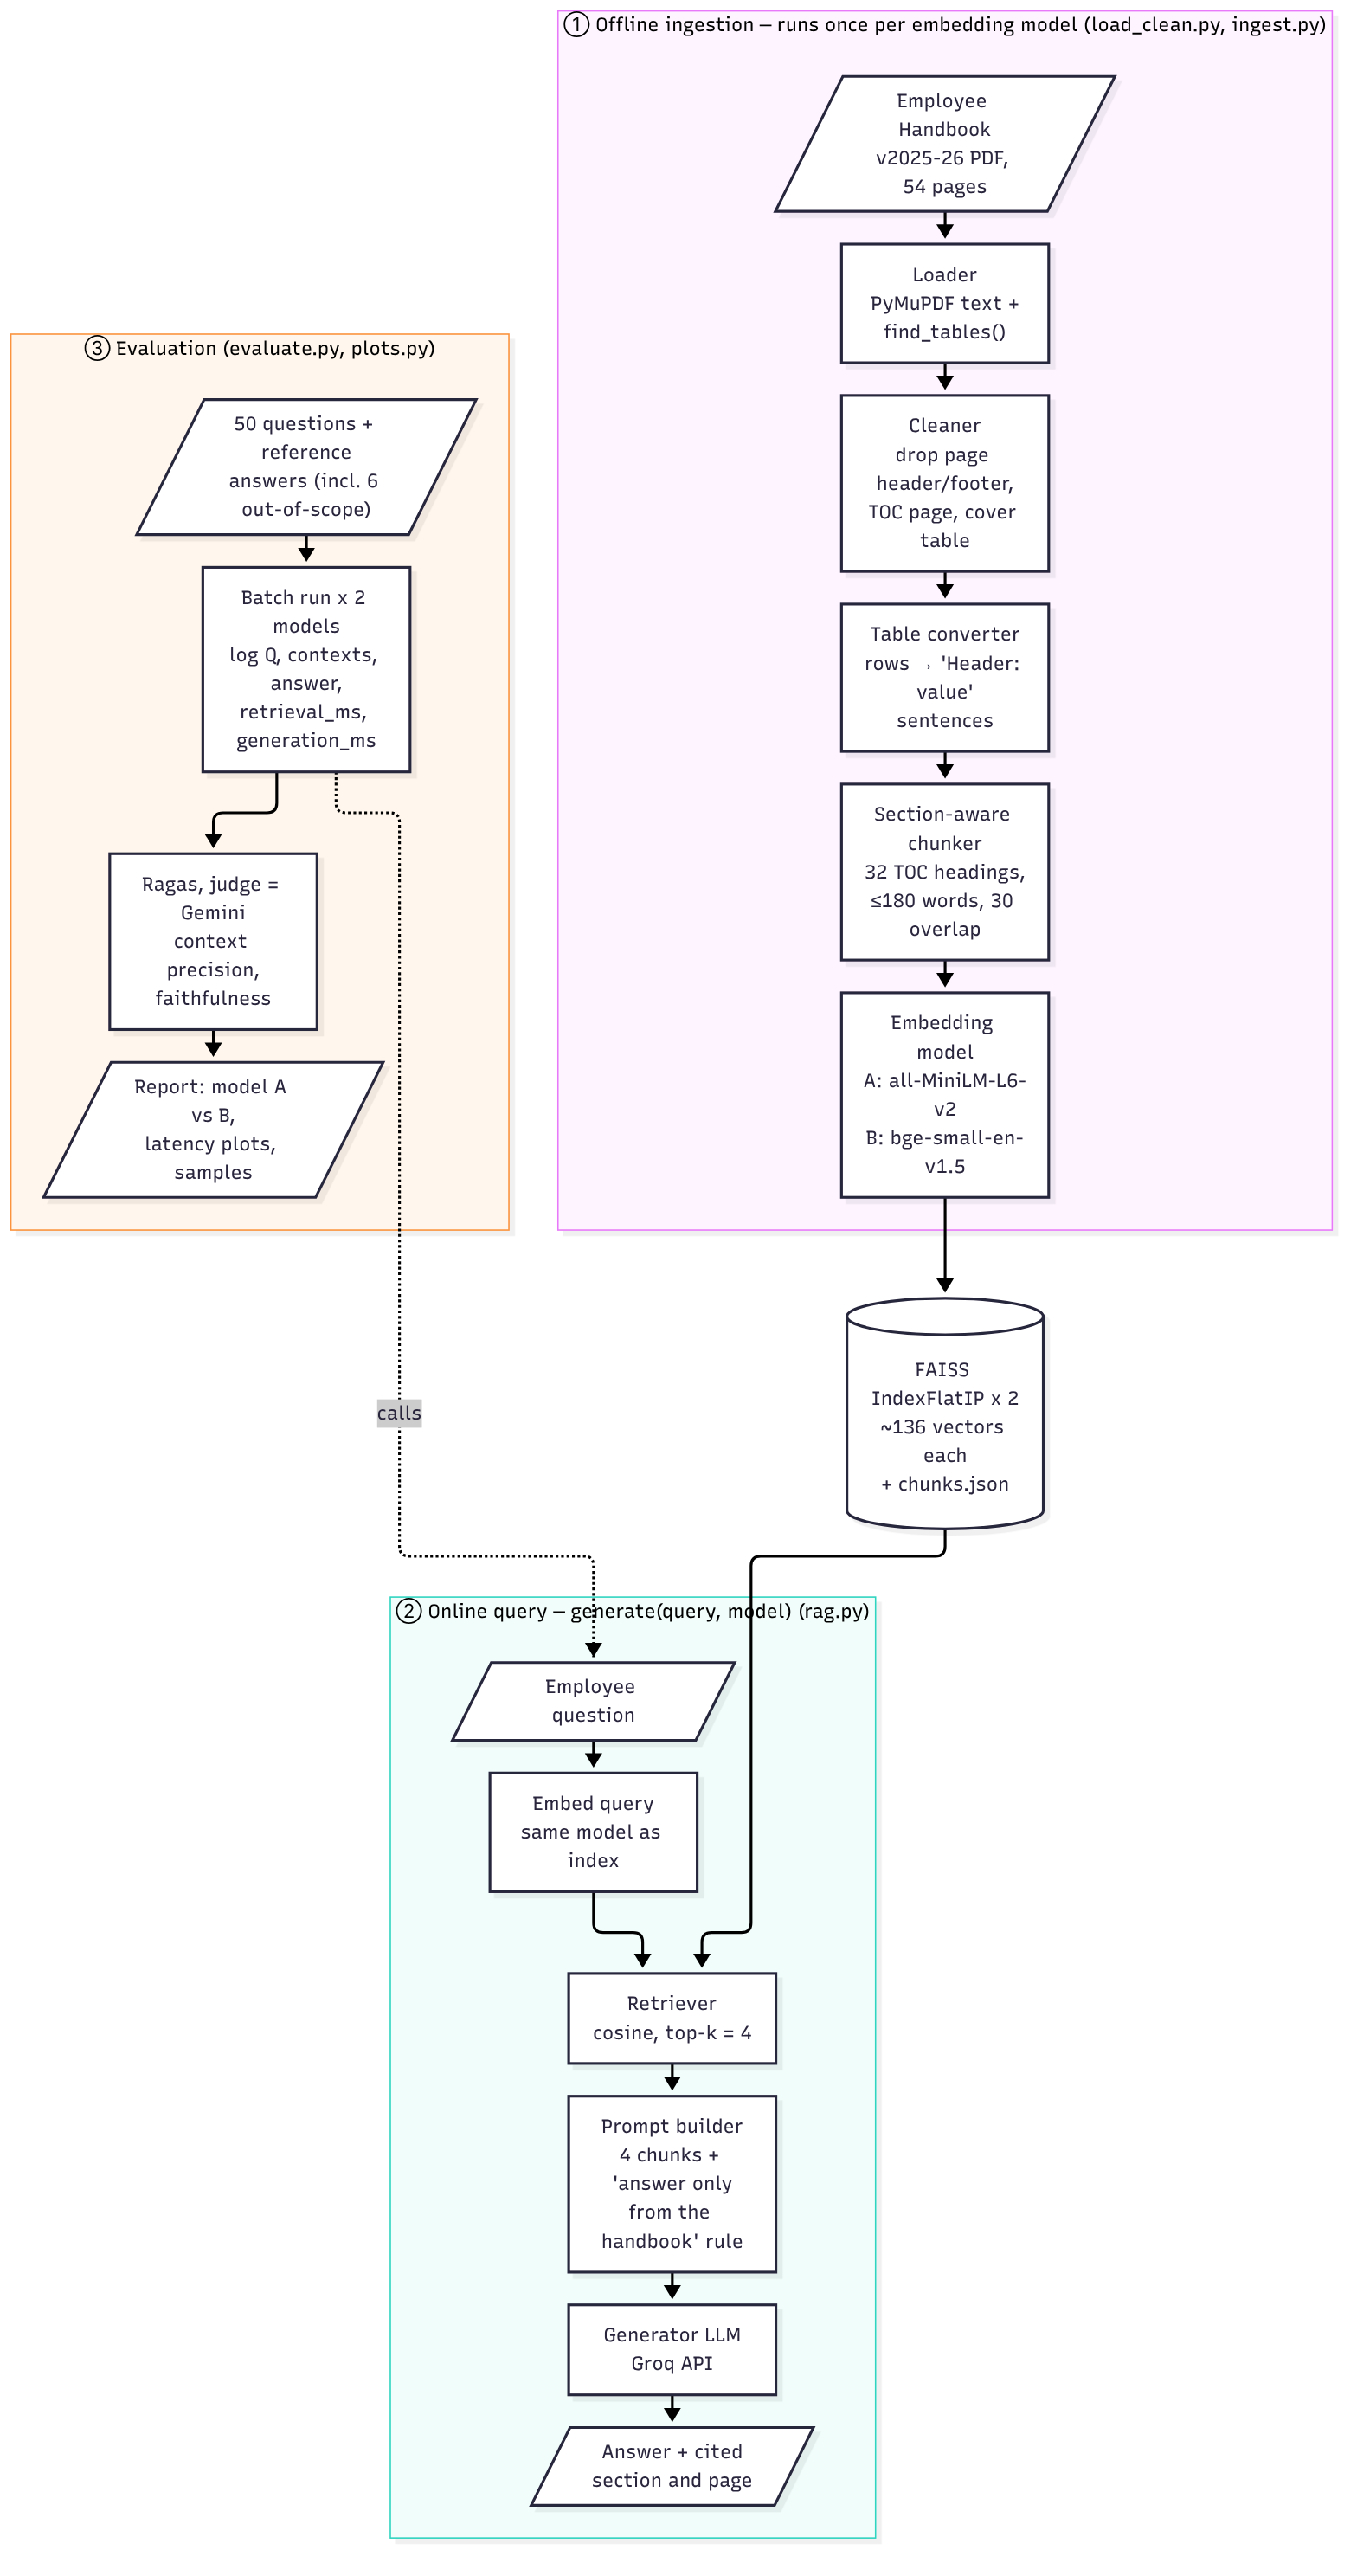 ① Offline ingestion – runs once per embedding model (load_clean.py, ingest.py)
Employee
Handbook
v2025-26 PDF,
54 pages
Loader
PyMuPDF text +
find_tables()
Cleaner
drop page
header/footer,
TOC page, cover
table
Table converter
rows → 'Header:
value'
sentences
Section-aware
chunker
32 TOC headings,
≤180 words, 30
overlap
Embedding
model
A: all-MiniLM-L6-
v2
B: bge-small-en-
v1.5
FAISS
IndexFlatIP x 2
~136 vectors
each
+ chunks.json
③ Evaluation (evaluate.py, plots.py)
50 questions +
reference
answers (incl. 6
out-of-scope)
Batch run x 2
models
log Q, contexts,
answer,
retrieval_ms,
generation_ms
Ragas, judge =
Gemini
context
precision,
faithfulness
Report: model A
vs B,
latency plots,
samples
calls
② Online query – generate(query, model) (rag.py)
Employee
question
Embed query
same model as
index
Retriever
cosine, top-k = 4
Prompt builder
4 chunks +
'answer only
from the
handbook' rule
Generator LLM
Groq API
Answer + cited
section and page